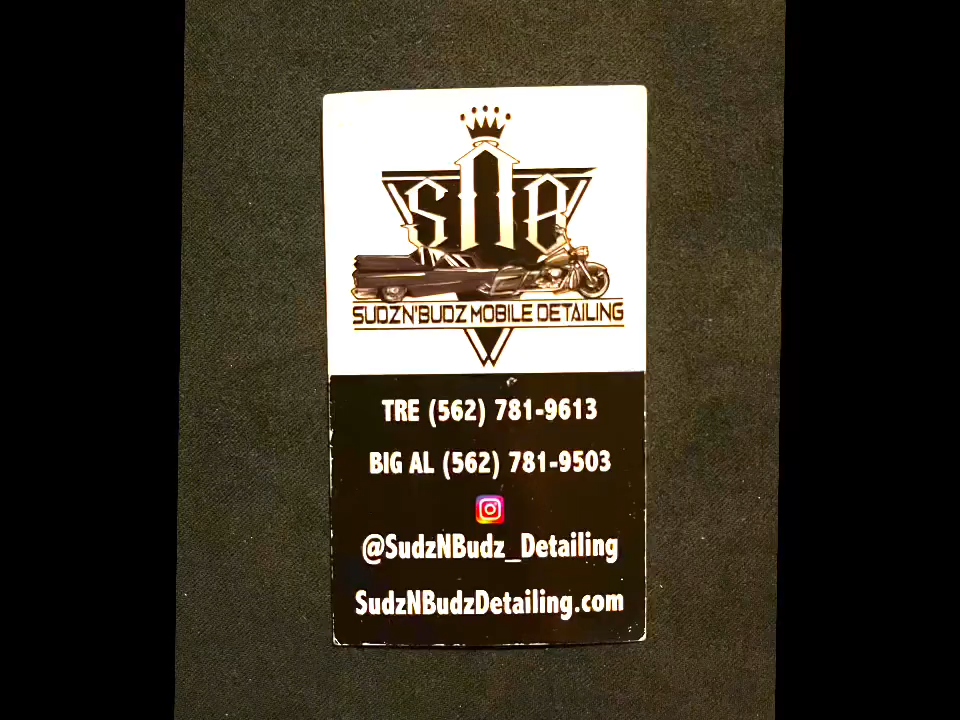 SNB
SUDZN'BUDZ MOBILE DETAILING
TRE (562) 781-9613
BIG AL (562) 781-9503
@SudzNBudz_Detailing
SudzNBudzDetailing.com